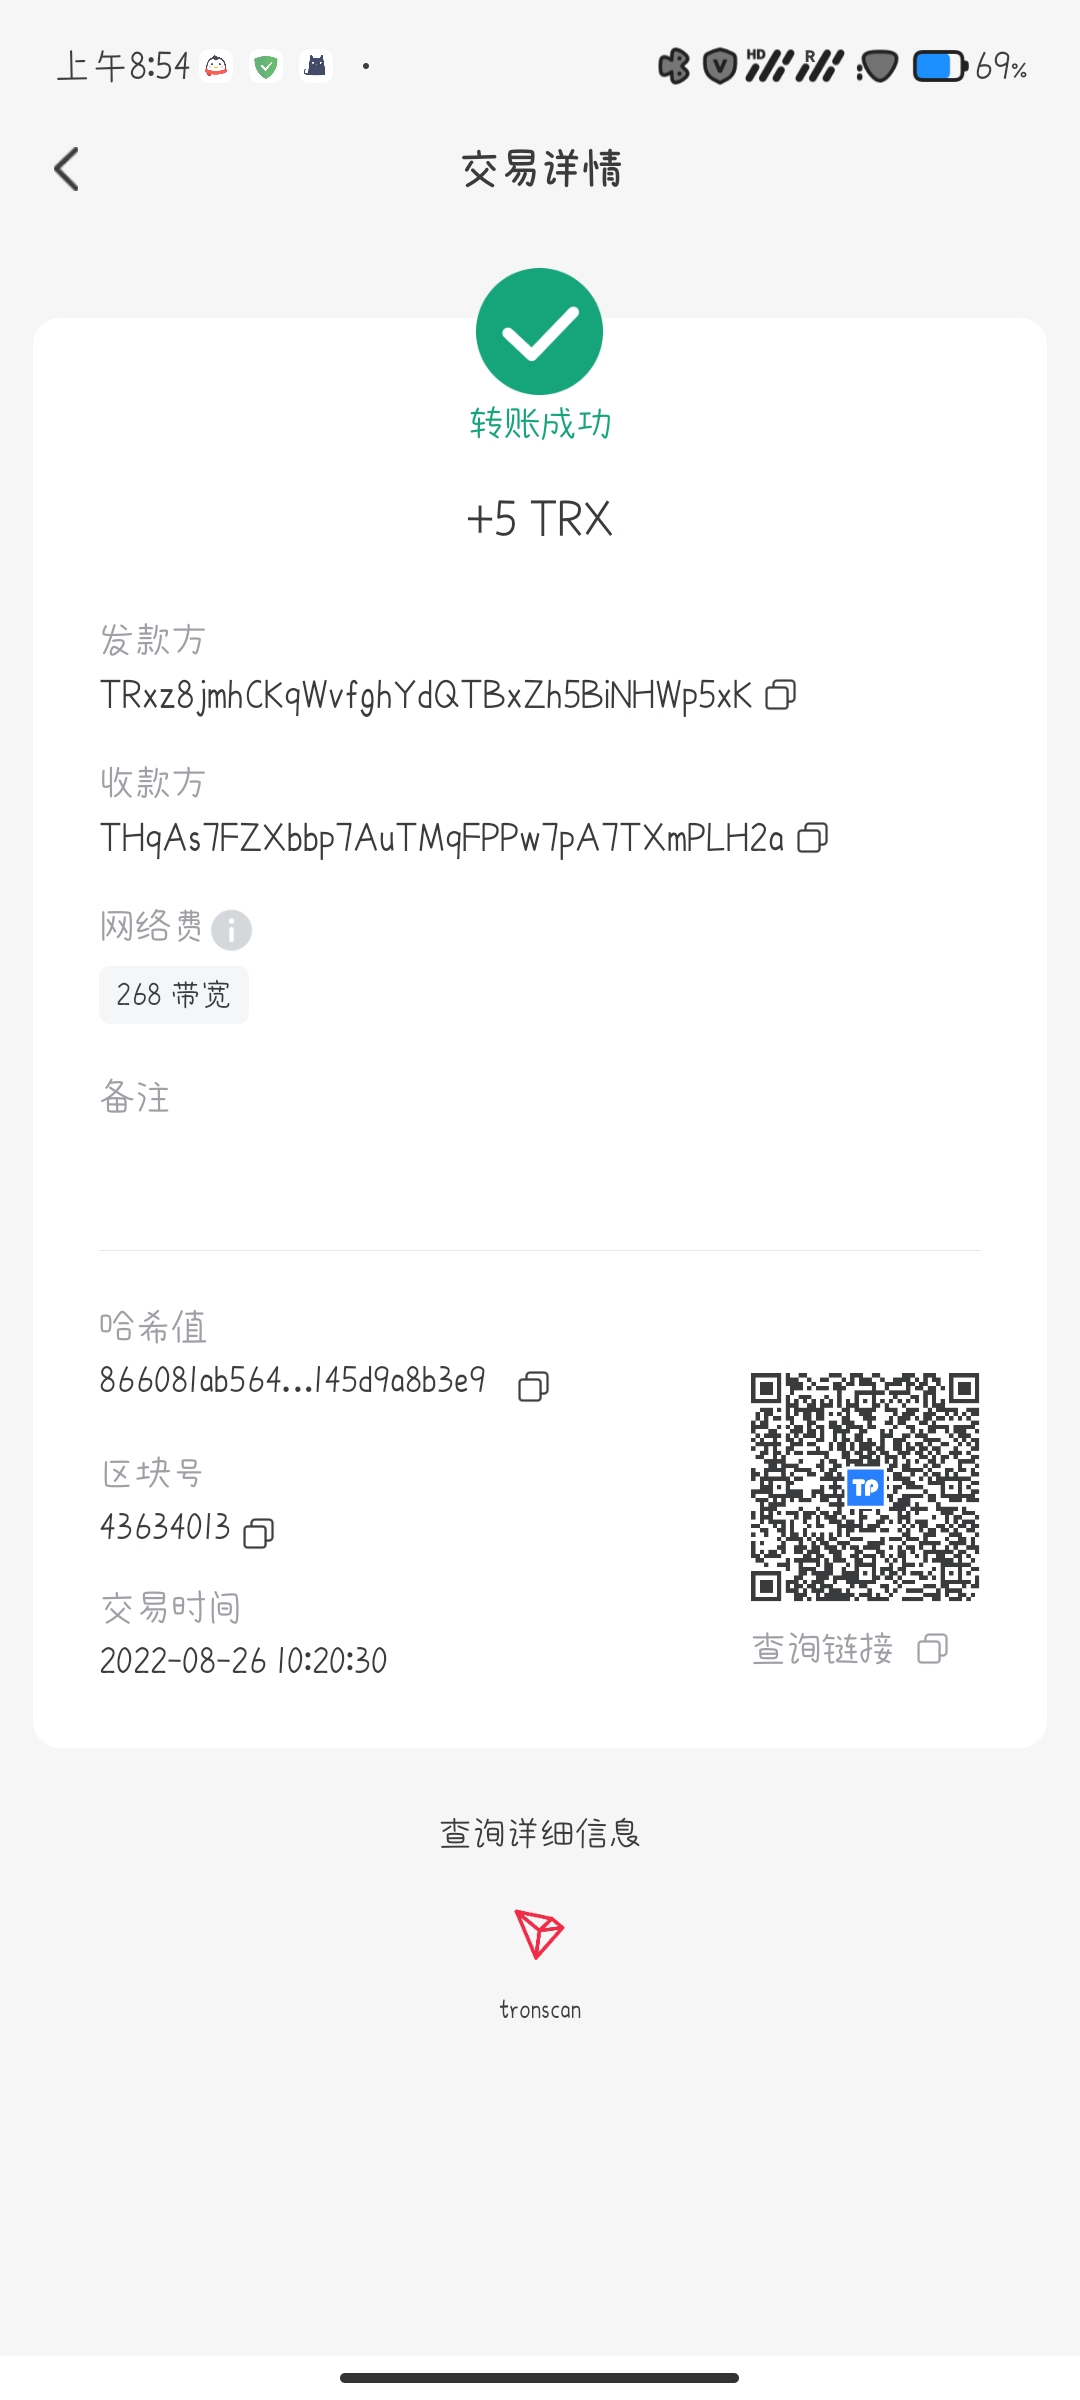 上午8:54
HD
R
69%
交易详情
转账成功
+5 TRX
发款方
TRxz8jmhCKqWvfghYdQTBxZh5BiNHWp5xK
收款方
THqAs7FZXbbp7AuTMqFPPw7pA7TXmPLH2a
网络费
268 带宽
备注
哈希值
866081ab564...145d9a8b3e9
区块号
43634013
TP
交易时间
2022-08-26 10:20:30
查询链接
查询详细信息
tronscan